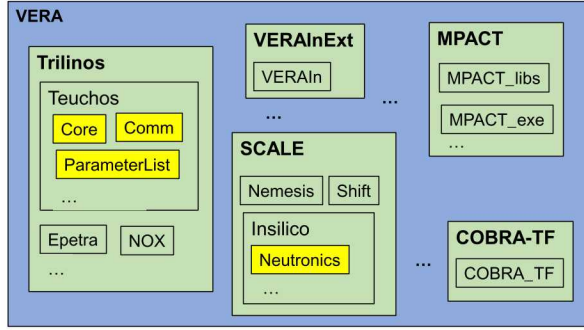 VERA
Trilinos
Teuchos
Core
Comm
ParameterList
...
Epetra
NOX
...
VERAInExt
VERAIn
...
...
SCALE
Nemesis
Shift
Insilico
Neutronics
...
MPACT
MPACT_libs
MPACT_exe
...
...
COBRA-TF
COBRA_TF